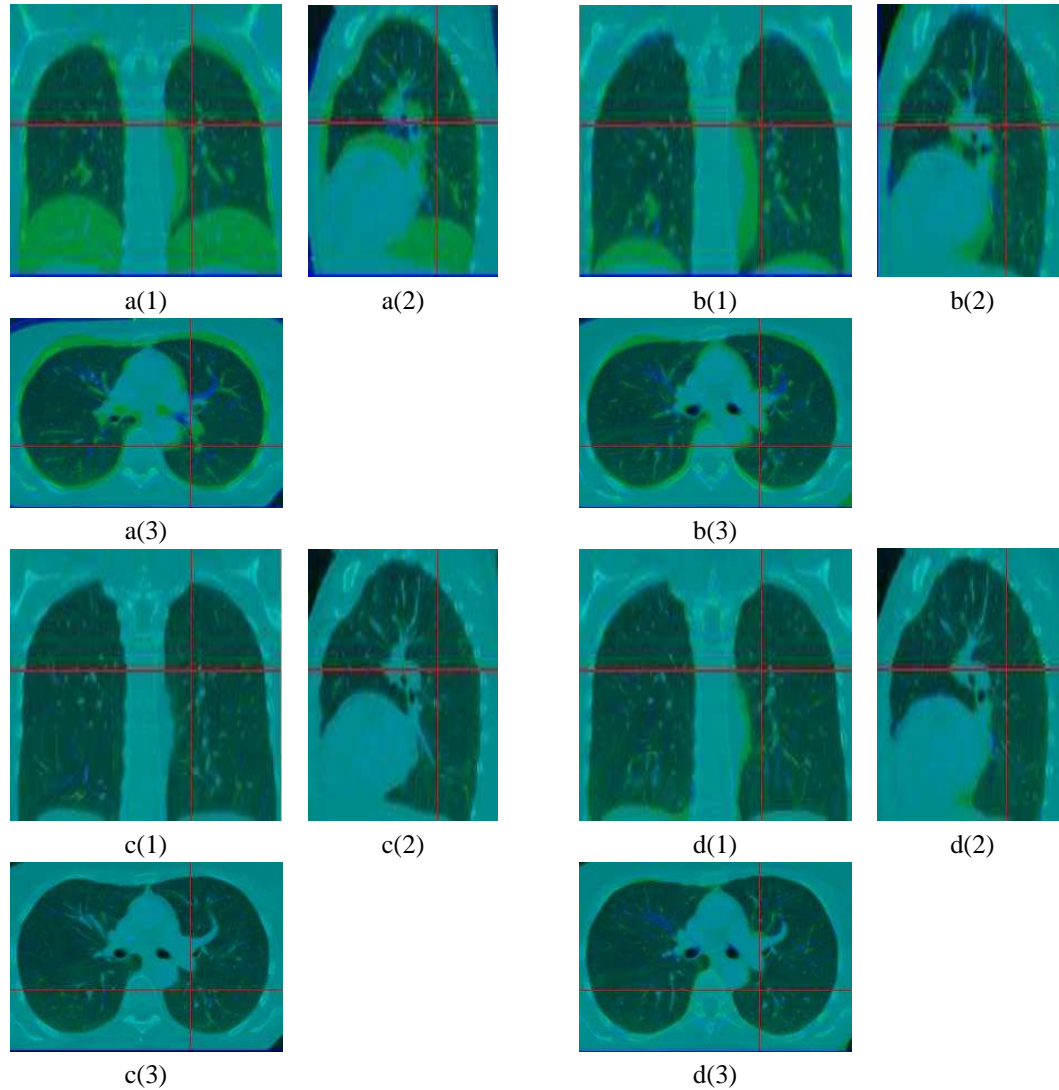 a(1) a(2) b(1) b(2)
a(3) b(3)
c(1) c(2) d(1) d(2)
c(3) d(3)